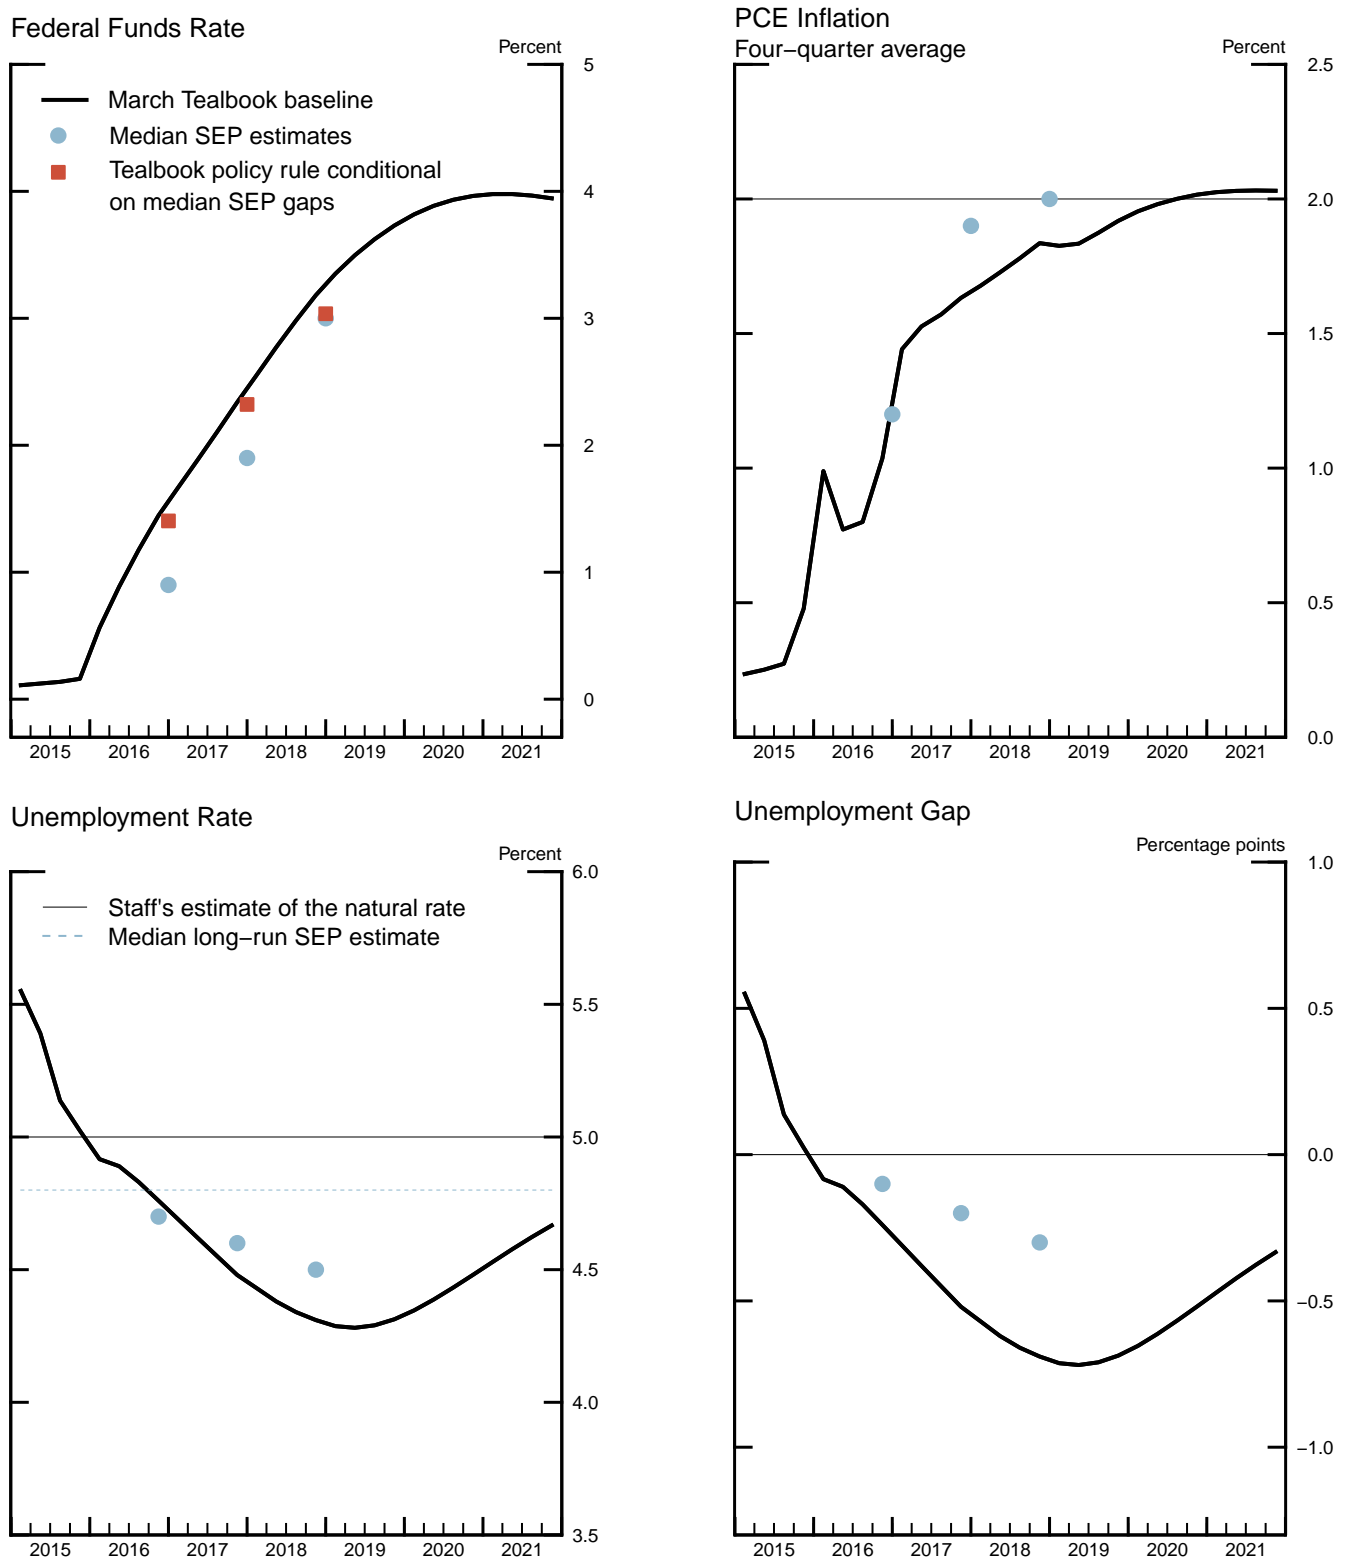 Federal Funds Rate
Percent
March Tealbook baseline
Median SEP estimates
Tealbook policy rule conditional
on median SEP gaps
5
4
3
2
1
0
2015 2016 2017 2018 2019 2020 2021
PCE Inflation
Four−quarter average
Percent
2.5
2.0
1.5
1.0
0.5
0.0
2015 2016 2017 2018 2019 2020 2021
Unemployment Rate
Percent
Staff's estimate of the natural rate
Median long−run SEP estimate
6.0
5.5
5.0
4.5
4.0
3.5
2015 2016 2017 2018 2019 2020 2021
Unemployment Gap
Percentage points
1.0
0.5
0.0
−0.5
−1.0
2015 2016 2017 2018 2019 2020 2021